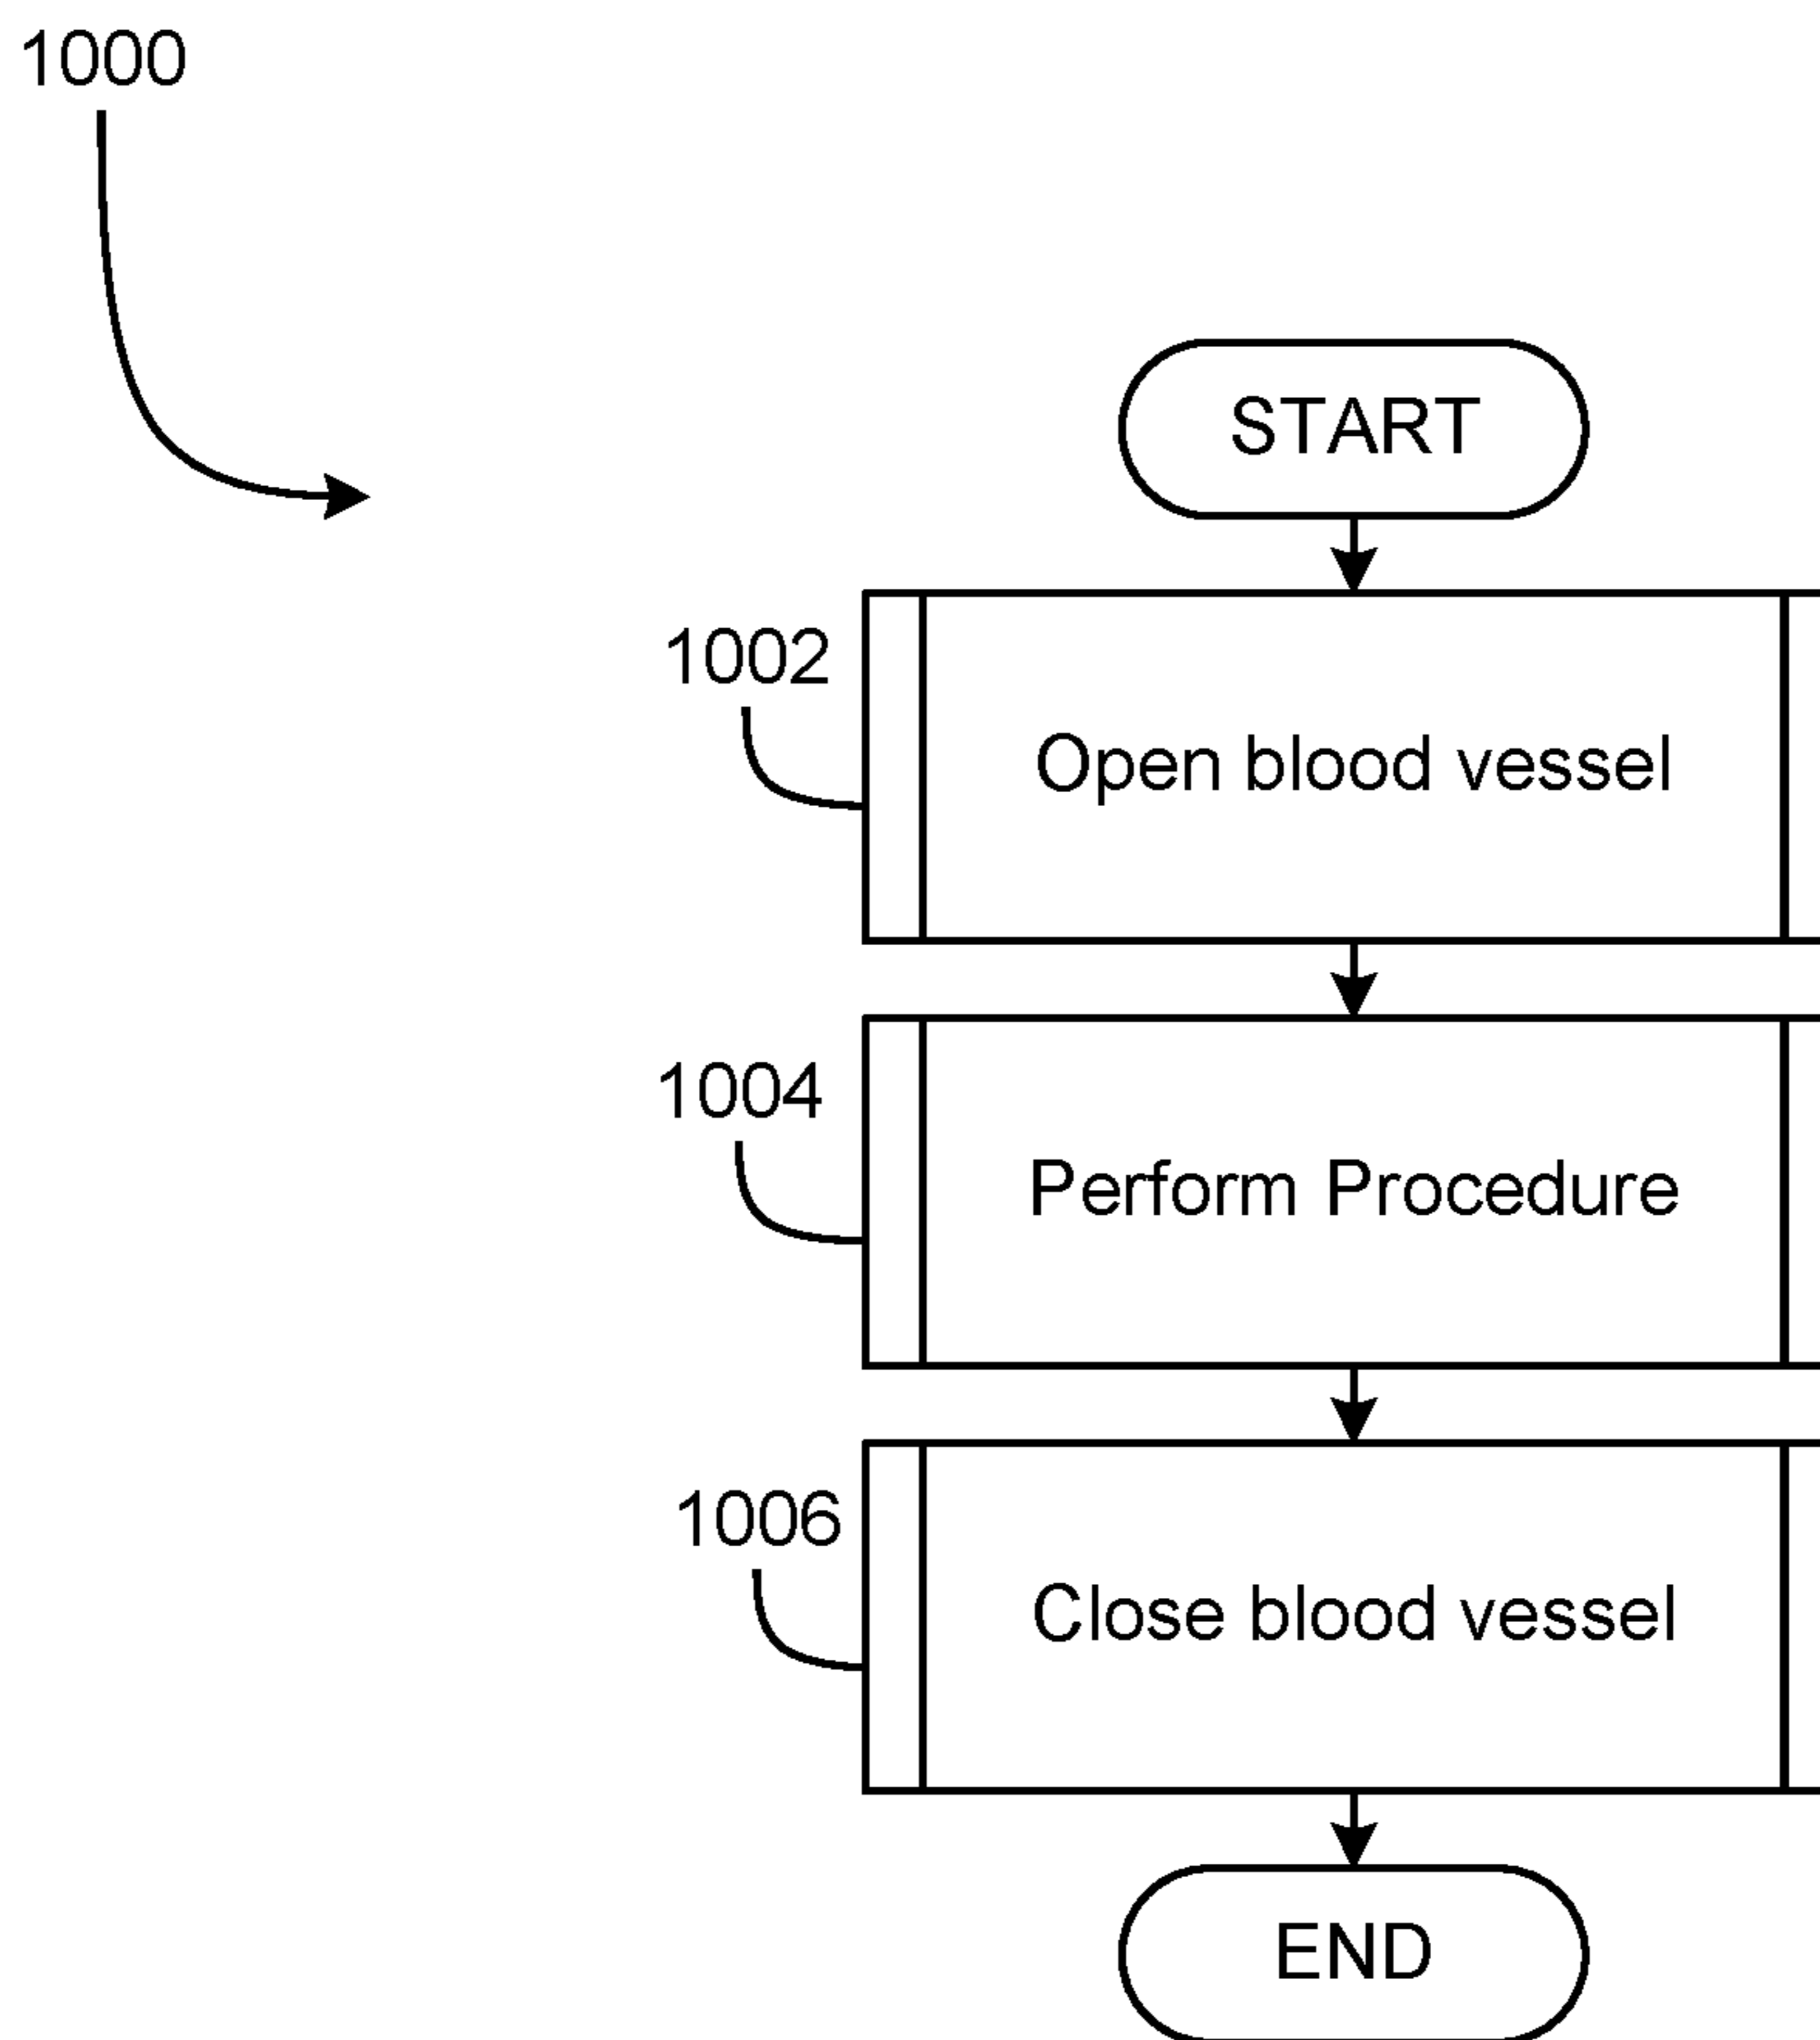 1000
START
1002
Open blood vessel
1004
Perform Procedure
1006
Close blood vessel
END